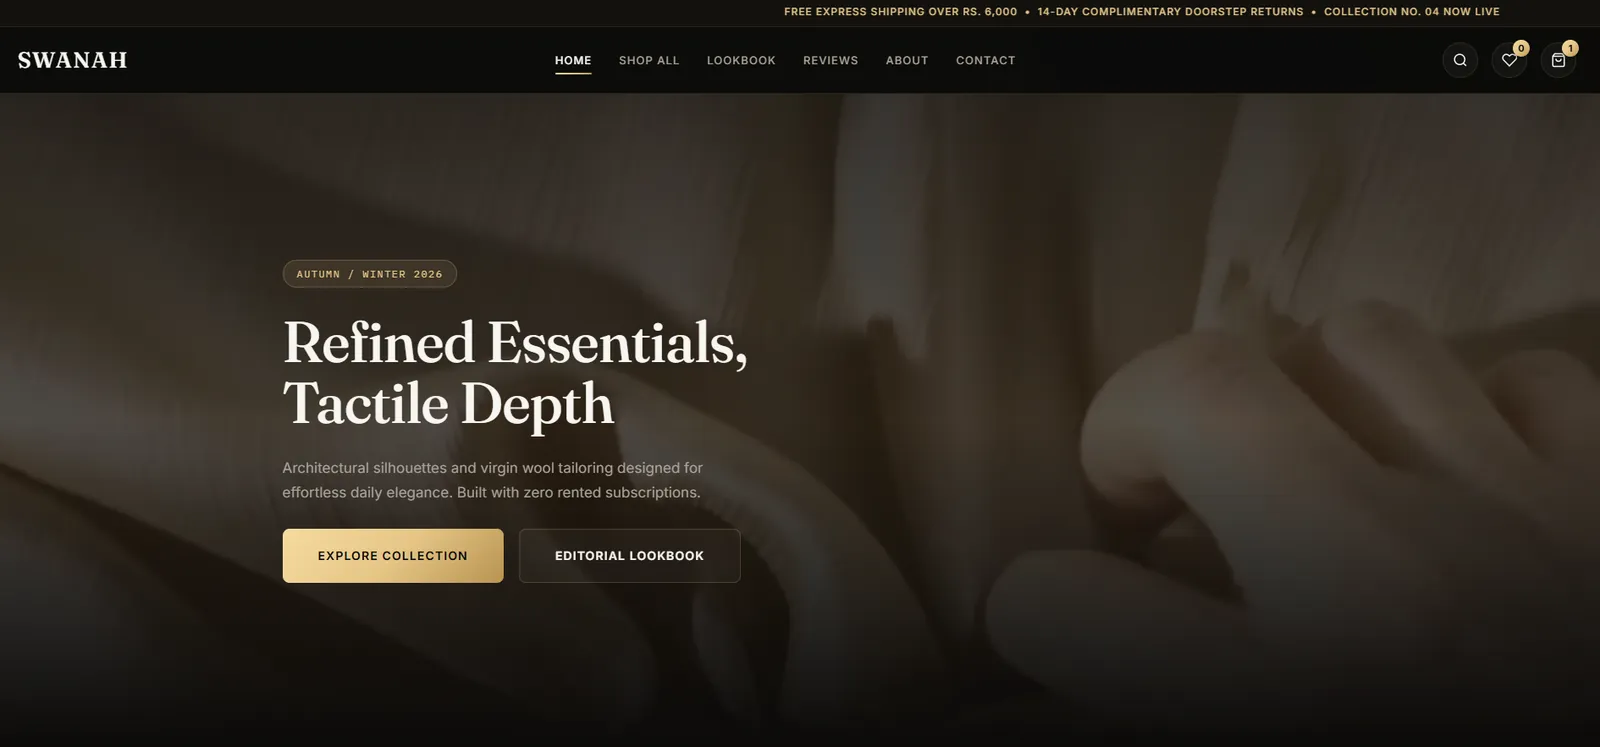 FREE EXPRESS SHIPPING OVER RS. 6,000 • 14-DAY COMPLIMENTARY DOORSTEP RETURNS • COLLECTION NO. 04 NOW LIVE
SWANAH
HOME SHOP ALL LOOKBOOK REVIEWS ABOUT CONTACT
0 1
AUTUMN / WINTER 2026
Refined Essentials,
Tactile Depth
Architectural silhouettes and virgin wool tailoring designed for
effortless daily elegance. Built with zero rented subscriptions.
EXPLORE COLLECTION EDITORIAL LOOKBOOK